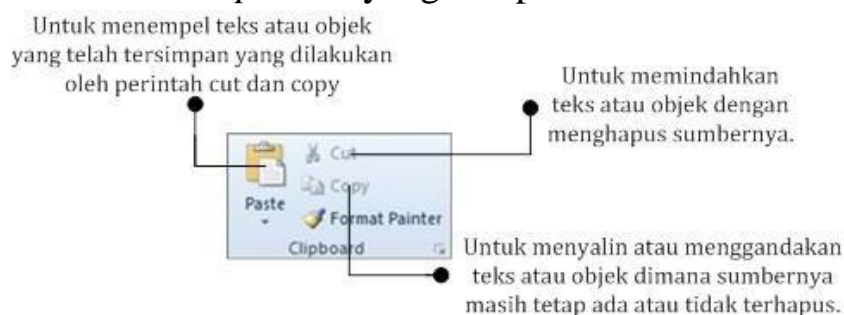 Untuk menempel teks atau objek
yang telah tersimpan yang dilakukan
oleh perintah cut dan copy
Untuk memindahkan
teks atau objek dengan
menghapus sumbernya.
Cut
Copy
Paste
Format Painter
Clipboard
Untuk menyalin atau menggandakan
teks atau objek dimana sumbernya
masih tetap ada atau tidak terhapus.